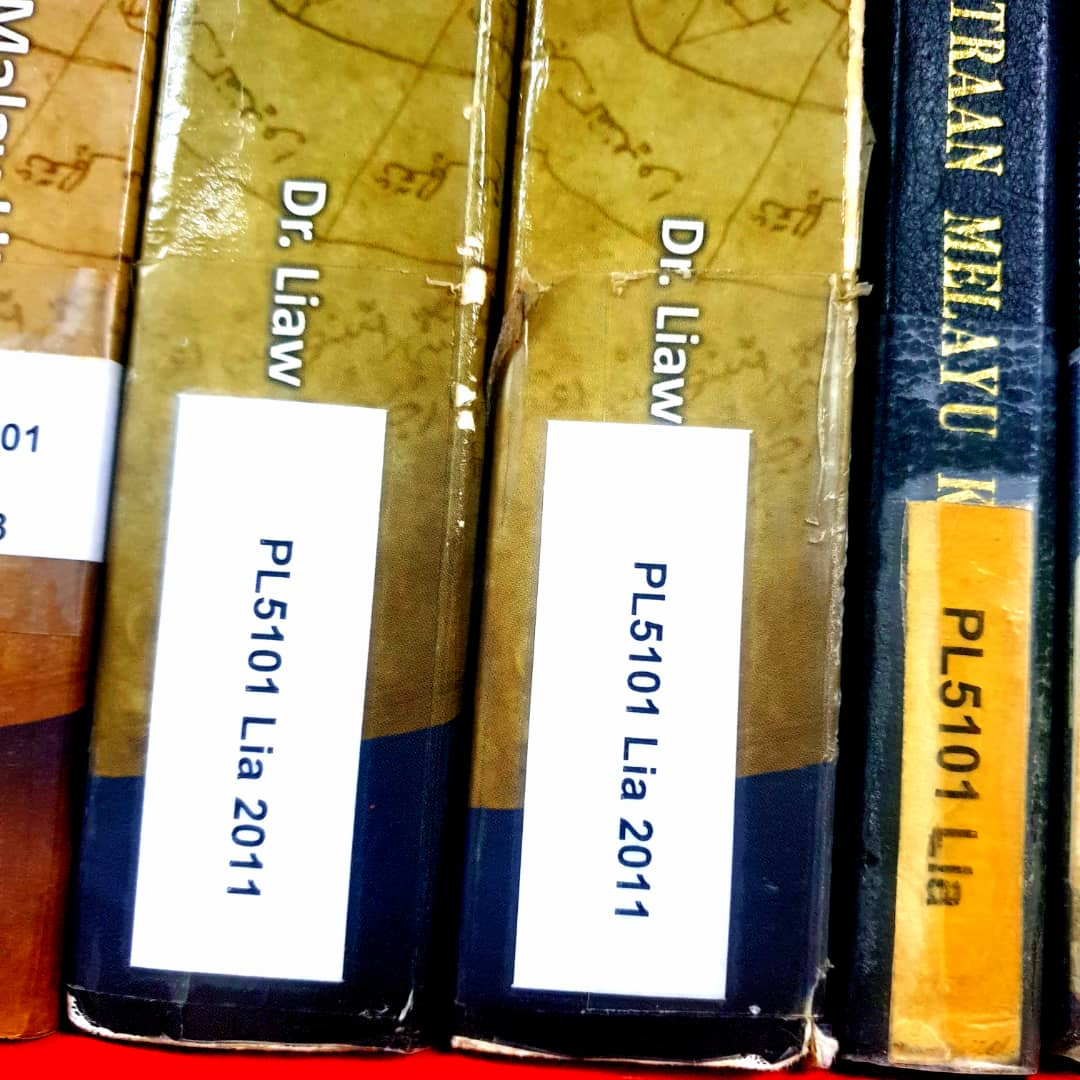 01
Dr. Liaw
PL5101 Lia 2011
Dr. Liaw
PL5101 Lia 2011
TRAAN MELAYU K
PL5101 Lia